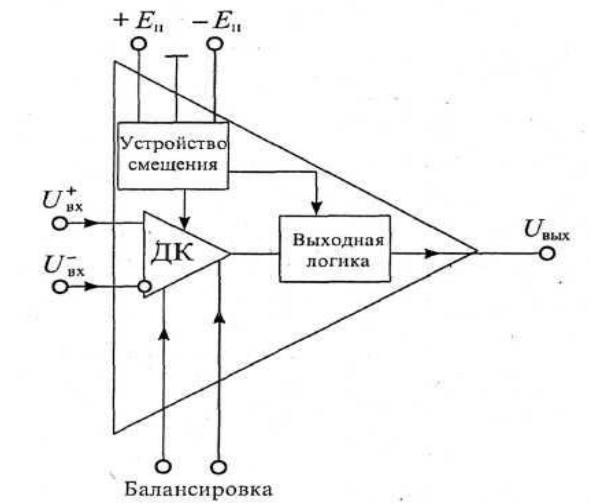 + Eп − Eп
Устройство
смещения
U⁺вх
ДК
U⁻вх
Выходная
логика
Uвых
Балансировка